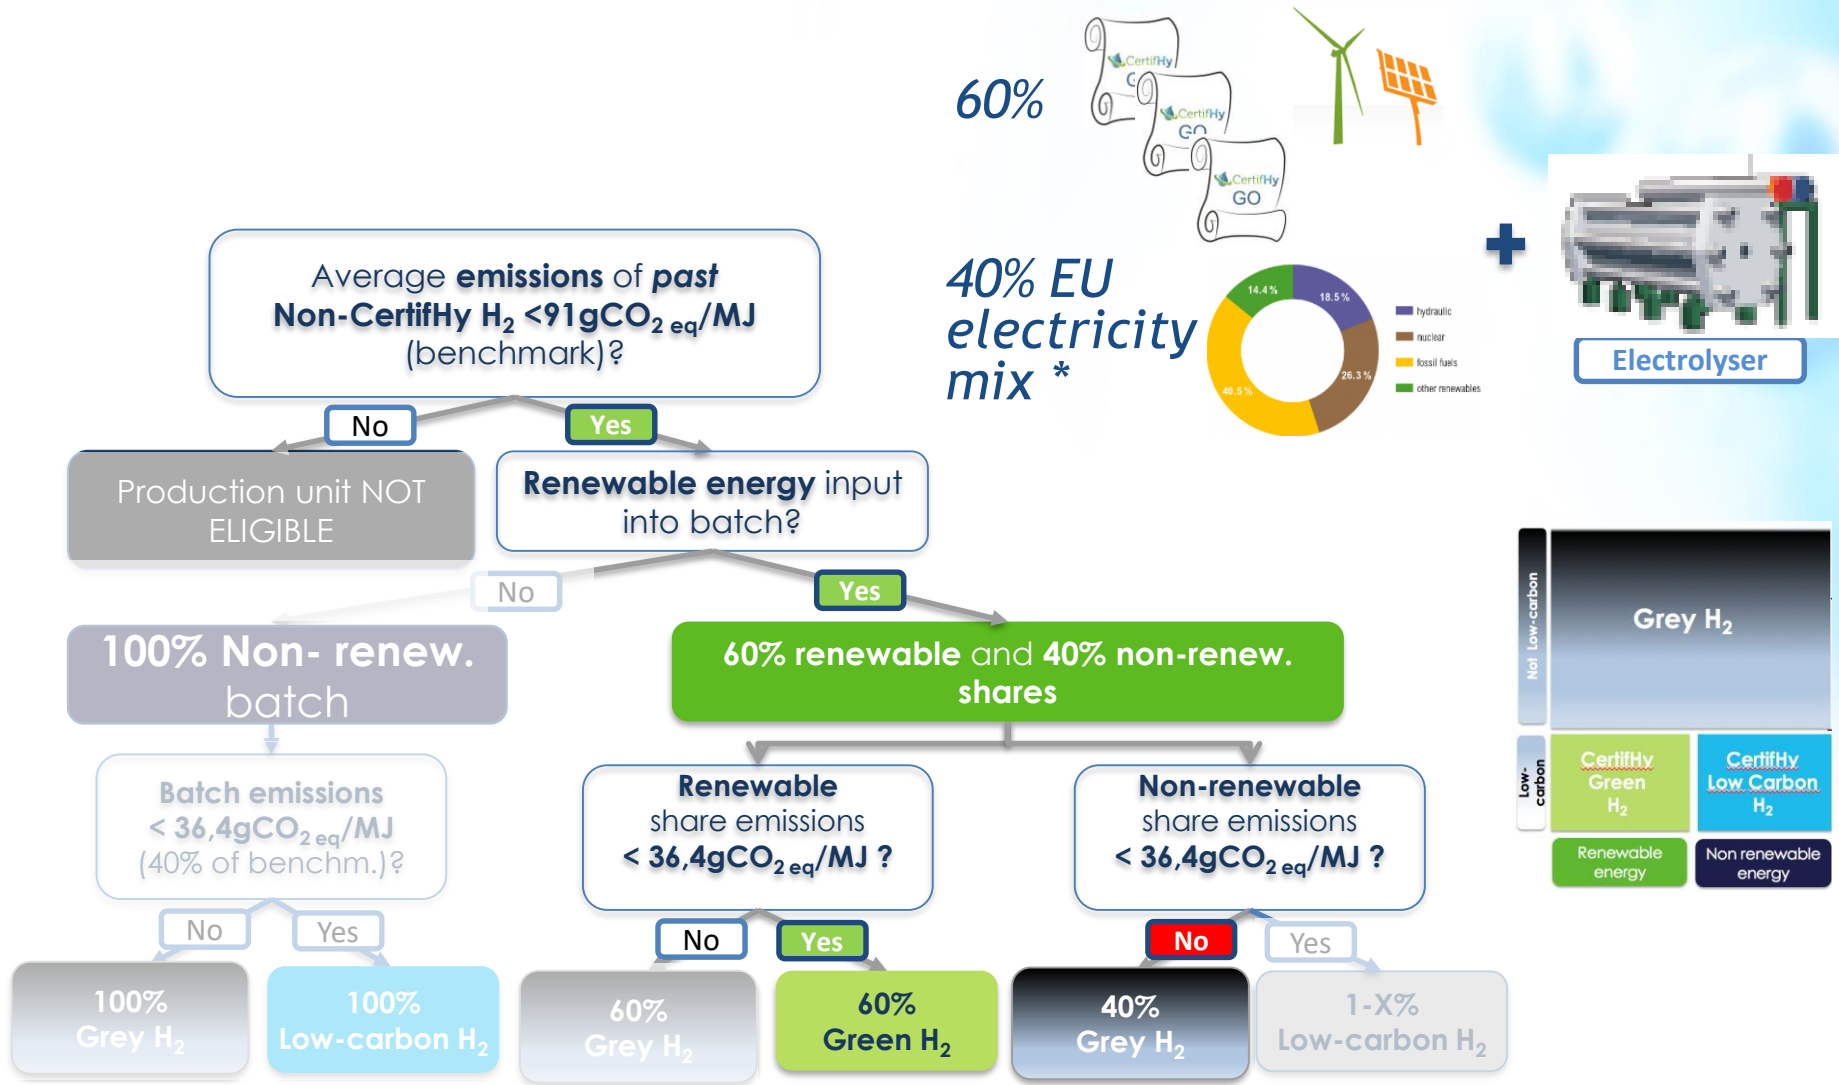 60%
CertifHy
G
CertifHy
GO
CertifHy
GO
40% EU
electricity
mix *
14.4 %
18.5 %
26.3 %
40.5 %
hydraulic
nuclear
fossil fuels
other renewables
Electrolyser
Average emissions of past
Non-CertifHy H2 <91gCO2 eq/MJ
(benchmark)?
No
Yes
Production unit NOT
ELIGIBLE
Renewable energy input
into batch?
No
Yes
100% Non- renew.
batch
60% renewable and 40% non-renew.
shares
Batch emissions
< 36,4gCO2 eq/MJ
(40% of benchm.)?
Renewable
share emissions
< 36,4gCO2 eq/MJ ?
Non-renewable
share emissions
< 36,4gCO2 eq/MJ ?
No
Yes
No
Yes
No
Yes
100%
Grey H2
100%
Low-carbon H2
60%
Grey H2
60%
Green H2
40%
Grey H2
1-X%
Low-carbon H2
Not Low-carbon
Grey H2
Low-
carbon
CertifHy
Green
H2
CertifHy
Low Carbon
H2
Renewable
energy
Non renewable
energy